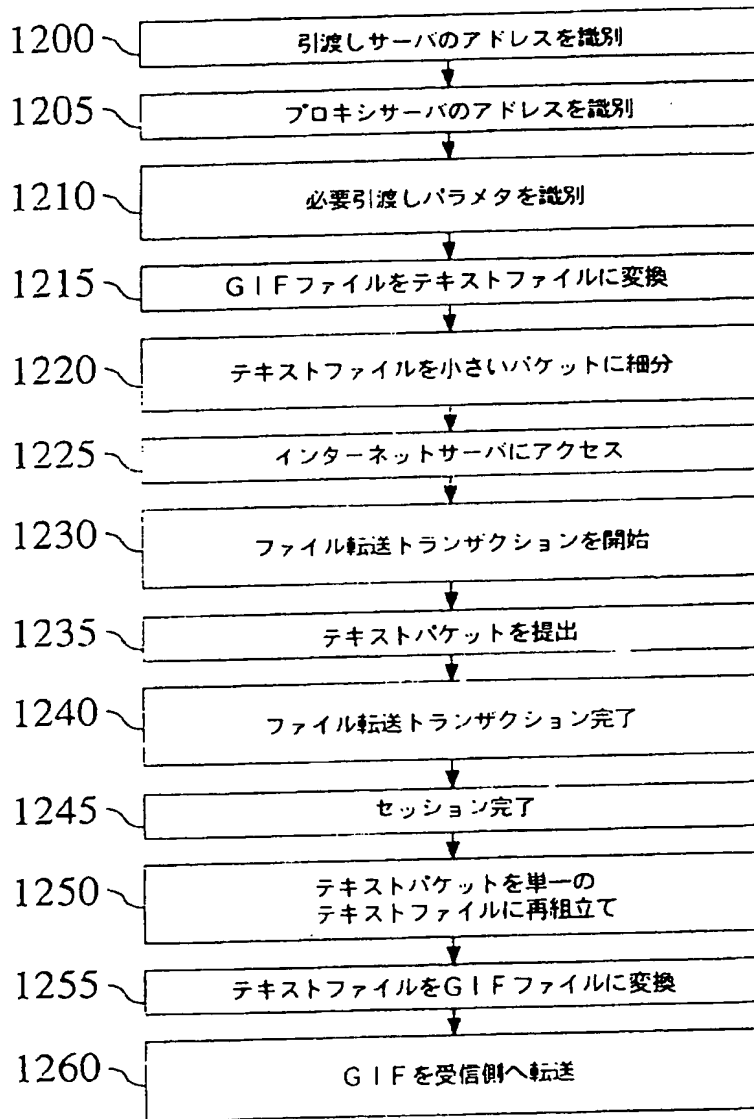 1200 引渡しサーバのアドレスを識別
1205 プロキシサーバのアドレスを識別
1210 必要引渡しパラメタを識別
1215 GIFファイルをテキストファイルに変換
1220 テキストファイルを小さいパケットに細分
1225 インターネットサーバにアクセス
1230 ファイル転送トランザクションを開始
1235 テキストパケットを提出
1240 ファイル転送トランザクション完了
1245 セッション完了
1250 テキストパケットを単一の
テキストファイルに再組立て
1255 テキストファイルをGIFファイルに変換
1260 GIFを受信側へ転送